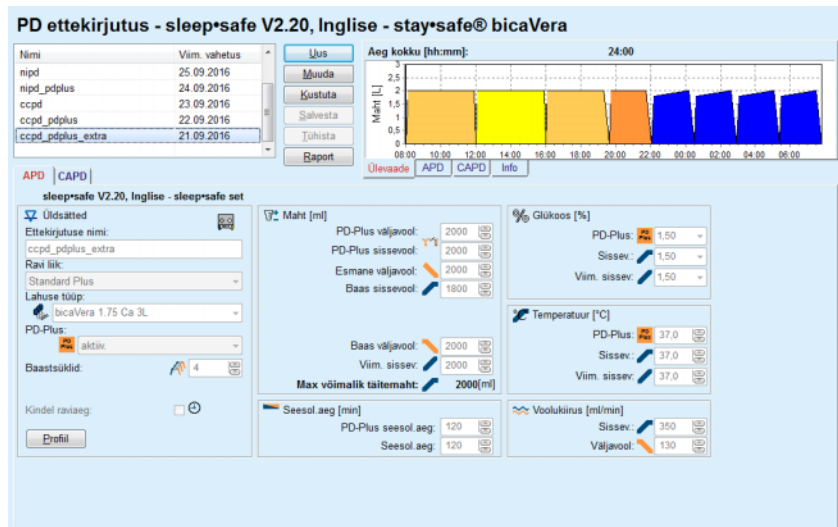 PD ettekirjutus - sleep•safe V2.20, Inglise - stay•safe® bicaVera
Nimi Viim. vahetus
nipd 25.09.2016
nipd_pdplus 24.09.2016
ccpd 23.09.2016
ccpd_pdplus 22.09.2016
ccpd_pdplus_extra 21.09.2016
Uus
Muuda
Kustuta
Salvesta
Tühista
Raport
Aeg kokku [hh:mm]: 24:00
Maht [L]
3
2,5
2
1,5
1
0,5
0
08:00 10:00 12:00 14:00 16:00 18:00 20:00 22:00 00:00 02:00 04:00 06:00
Ülevaade APD CAPD Info
APD CAPD
sleep•safe V2.20, Inglise - sleep•safe set
Üldsätted
Ettekirjutuse nimi:
ccpd_pdplus_extra
Ravi liik:
Standard Plus
Lahuse tüüp:
bicaVera 1.75 Ca 3L
PD-Plus:
PD Plus aktiiv.
Baastsüklid: 4
Kindel raviaeg:
Profiil
Maht [ml]
PD-Plus väljavool: 2000
PD-Plus sissevool: 2000
Esmane väljavool: 2000
Baas sissevool: 1800
Baas väljavool: 2000
Viim. sissev: 2000
Max võimalik täitemaht: 2000[ml]
Seesol.aeg [min]
PD-Plus seesol.aeg: 120
Seesol.aeg: 120
Glükoos [%]
PD-Plus: PD Plus 1,50
Sissev.: 1,50
Viim. sissev: 1,50
Temperatuur [°C]
PD-Plus: PD Plus 37,0
Sissev.: 37,0
Viim. sissev: 37,0
Voolukiirus [ml/min]
Sissev.: 350
Väljavool: 130